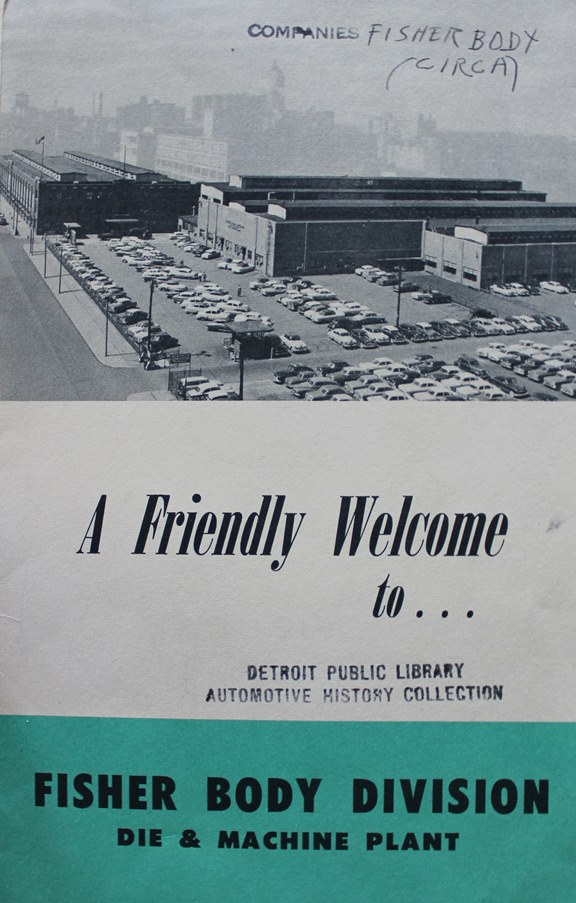 COMPANIES FISHER BODY
(CIRCA)
A Friendly Welcome
to...
DETROIT PUBLIC LIBRARY
AUTOMOTIVE HISTORY COLLECTION
FISHER BODY DIVISION
DIE & MACHINE PLANT